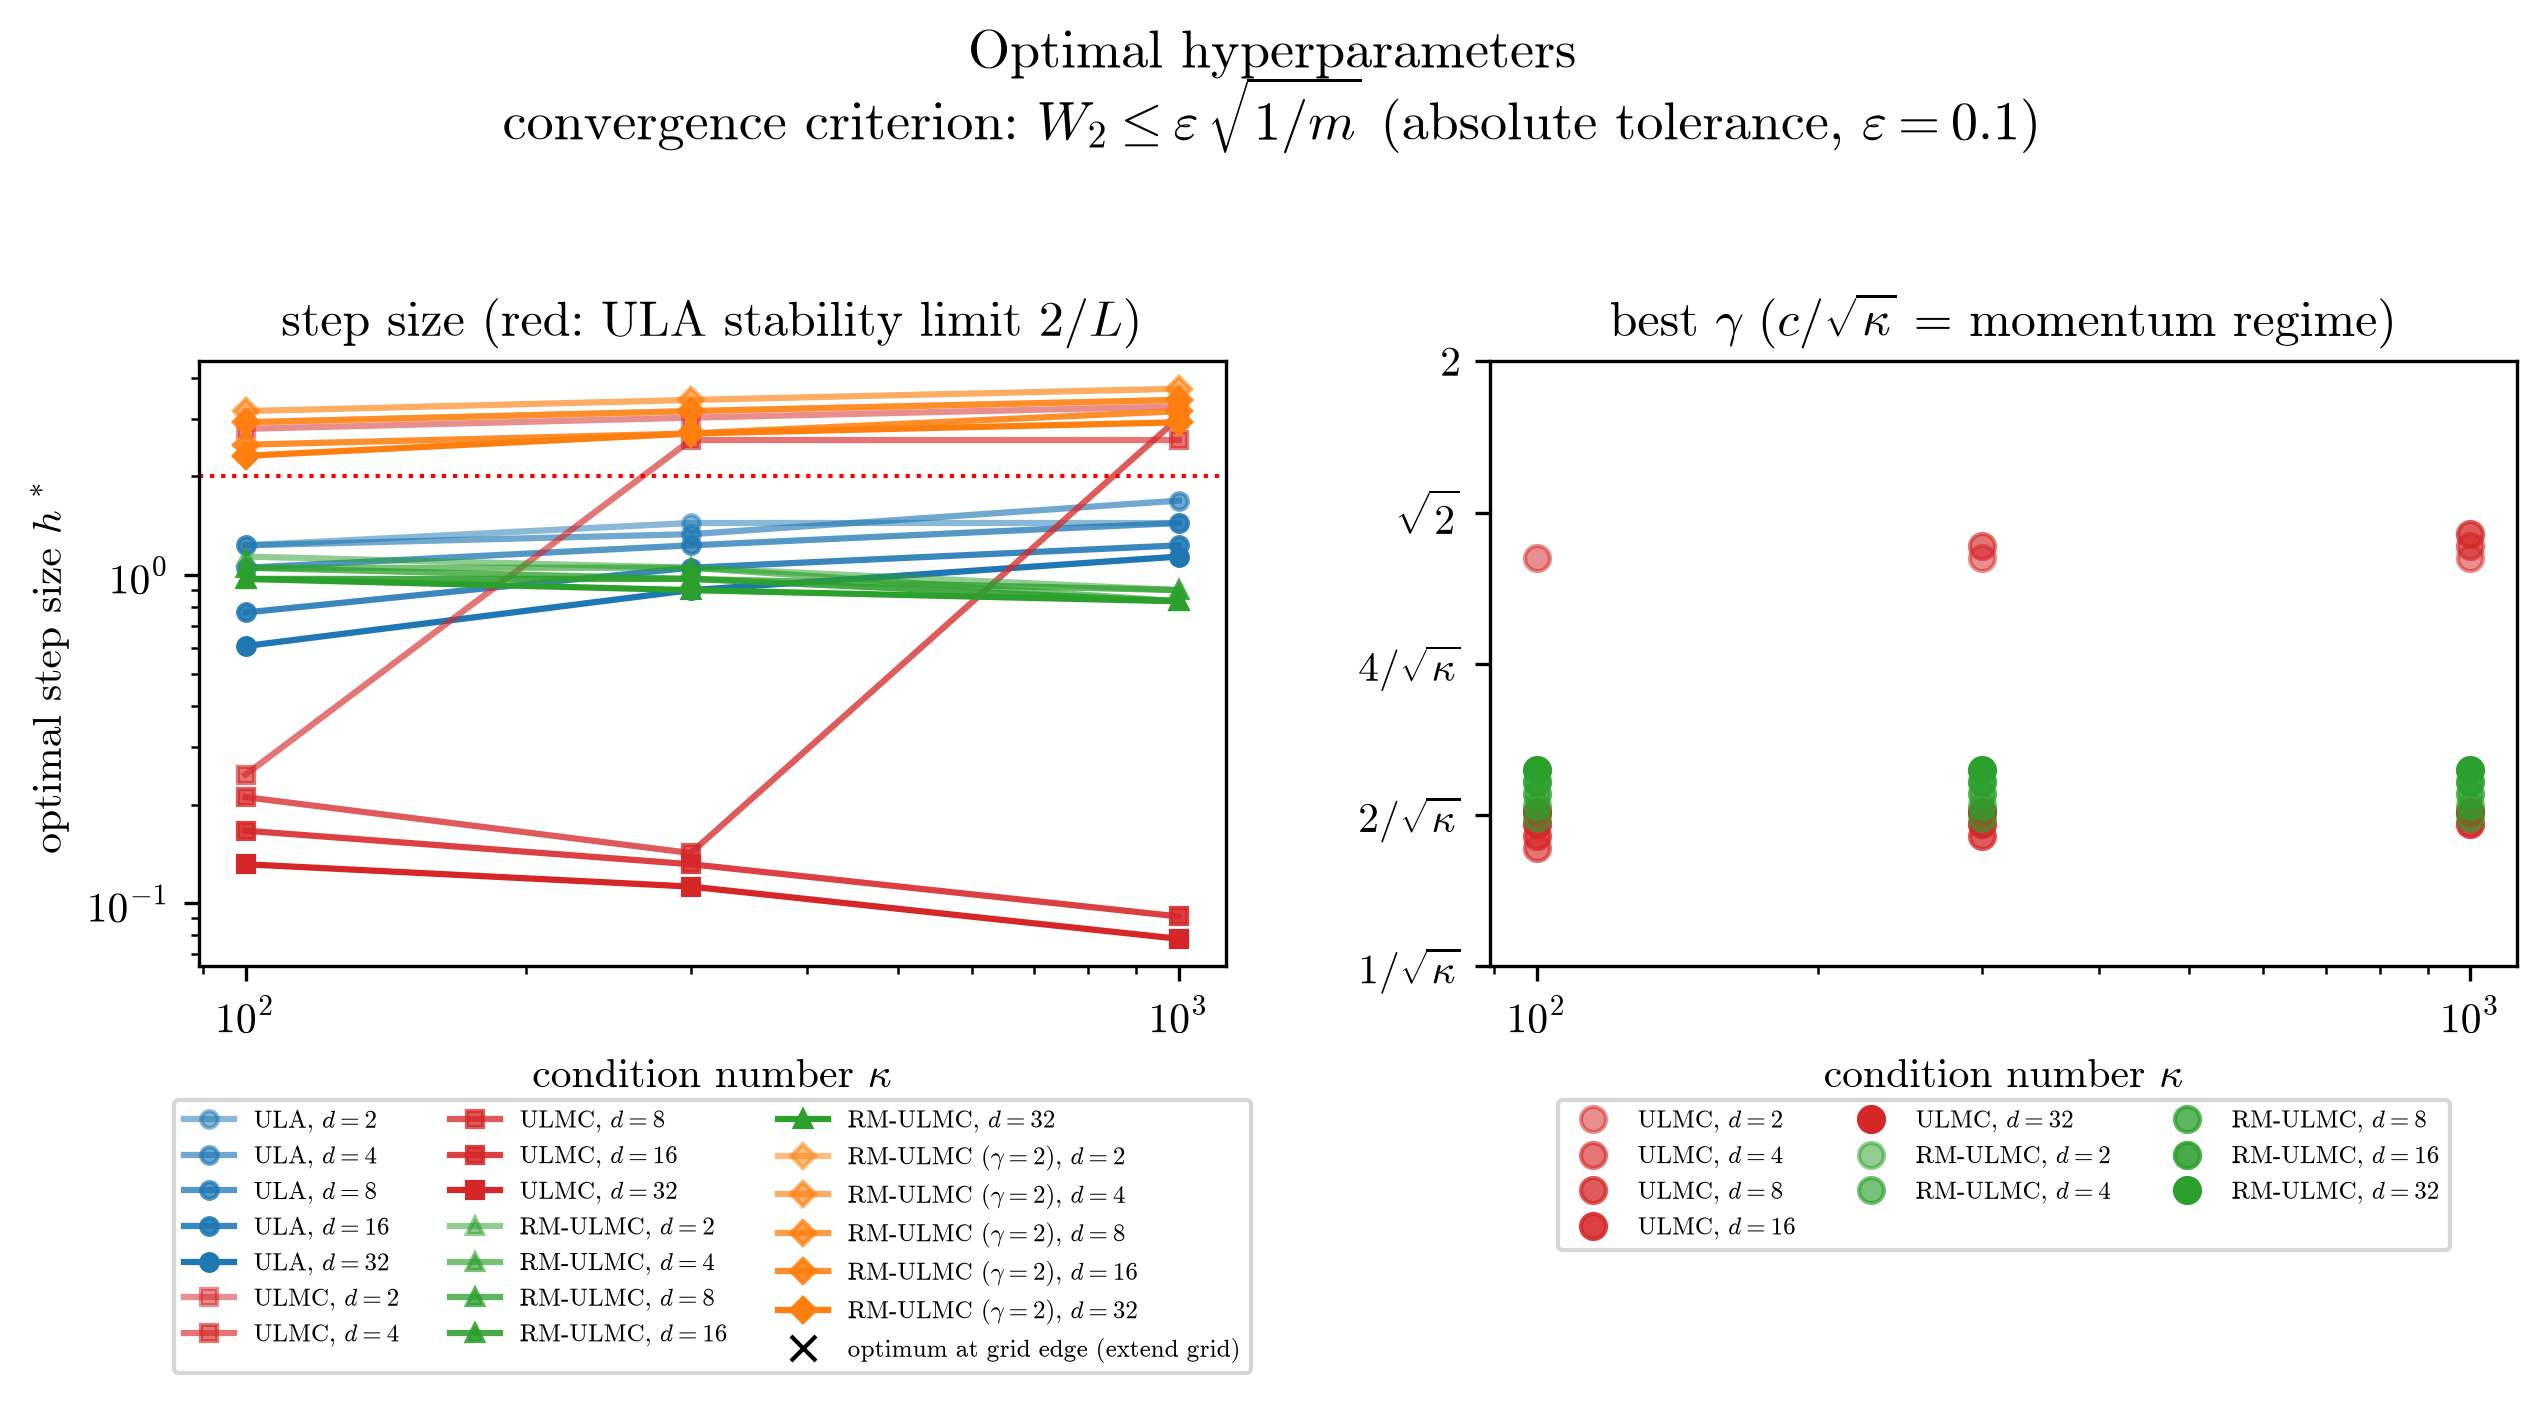 Optimal hyperparameters
convergence criterion: W₂ ≤ ε √(1/m) (absolute tolerance, ε = 0.1)
step size (red: ULA stability limit 2/L)
optimal step size h*
10⁰
10⁻¹
10² 10³
condition number κ
ULA, d = 2
ULA, d = 4
ULA, d = 8
ULA, d = 16
ULA, d = 32
ULMC, d = 2
ULMC, d = 4
ULMC, d = 8
ULMC, d = 16
ULMC, d = 32
RM-ULMC, d = 2
RM-ULMC, d = 4
RM-ULMC, d = 8
RM-ULMC, d = 16
RM-ULMC, d = 32
RM-ULMC (γ = 2), d = 2
RM-ULMC (γ = 2), d = 4
RM-ULMC (γ = 2), d = 8
RM-ULMC (γ = 2), d = 16
RM-ULMC (γ = 2), d = 32
optimum at grid edge (extend grid)
best γ (c/√κ = momentum regime)
2
√2
4/√κ
2/√κ
1/√κ
10² 10³
condition number κ
ULMC, d = 2
ULMC, d = 4
ULMC, d = 8
ULMC, d = 16
ULMC, d = 32
RM-ULMC, d = 2
RM-ULMC, d = 4
RM-ULMC, d = 8
RM-ULMC, d = 16
RM-ULMC, d = 32